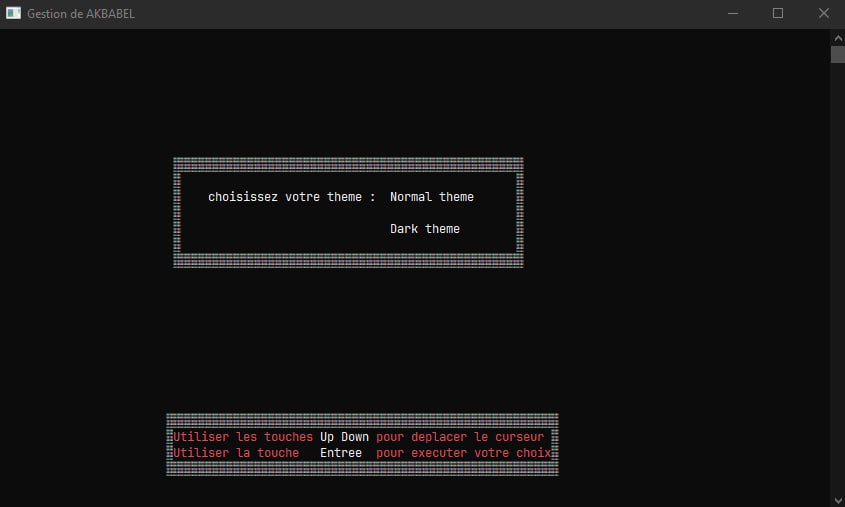 Gestion de AKBABEL
choisissez votre theme : Normal theme
Dark theme
Utiliser les touches Up Down pour deplacer le curseur
Utiliser la touche Entree pour executer votre choix